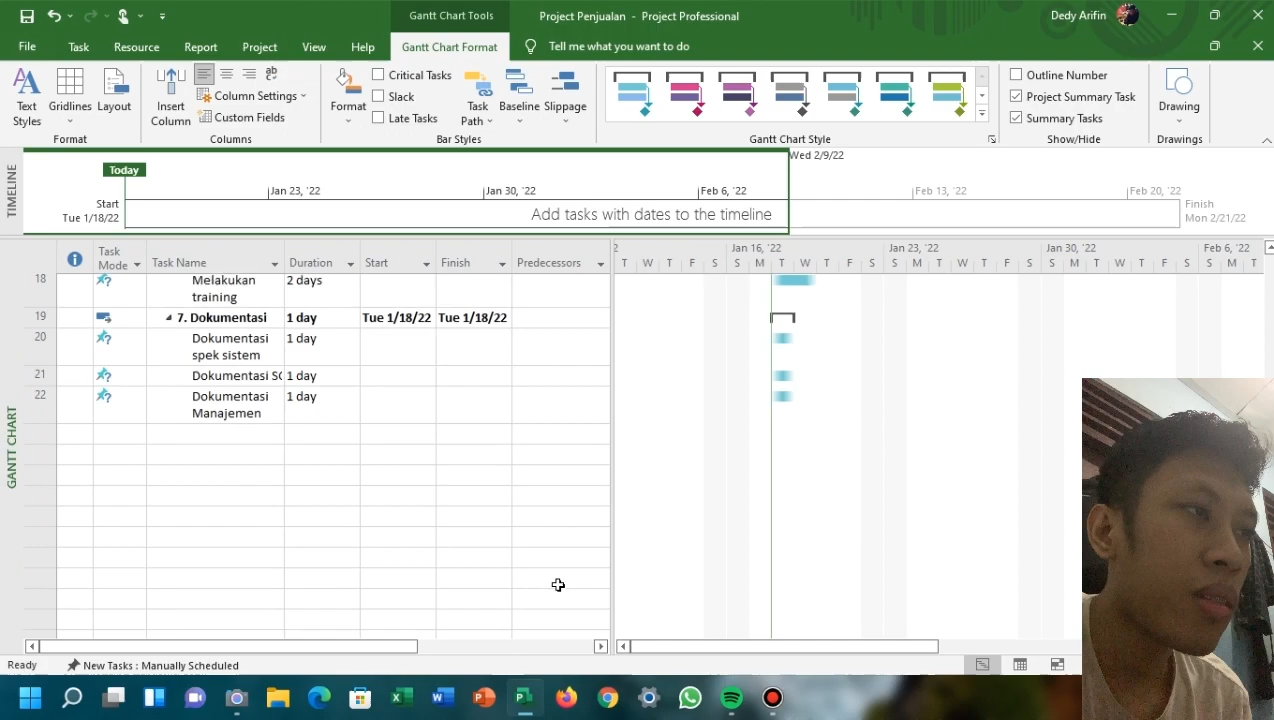 Gantt Chart Tools
Project Penjualan - Project Professional
Dedy Arifin
File Task Resource Report Project View Help Gantt Chart Format Tell me what you want to do
Text Styles
Gridlines
Layout
Format
Insert Column
Column Settings
Custom Fields
Columns
Format
Critical Tasks
Slack
Late Tasks
Task Path
Baseline
Slippage
Bar Styles
Gantt Chart Style
Outline Number
Project Summary Task
Summary Tasks
Show/Hide
Drawing
Drawings
TIMELINE
Today
Wed 2/9/22
Jan 23, '22 Jan 30, '22 Feb 6, '22 Feb 13, '22 Feb 20, '22
Start
Tue 1/18/22
Add tasks with dates to the timeline
Finish
Mon 2/21/22
GANTT CHART
Task Mode Task Name Duration Start Finish Predecessors
2 Jan 16, '22 Jan 23, '22 Jan 30, '22 Feb 6, '22
T W T F S S M T W T F S S M T W T F S S M T W T F S S M T
18 Melakukan training 2 days
19 7. Dokumentasi 1 day Tue 1/18/22 Tue 1/18/22
20 Dokumentasi spek sistem 1 day
21 Dokumentasi 1 day
22 Dokumentasi Manajemen 1 day
Ready New Tasks : Manually Scheduled